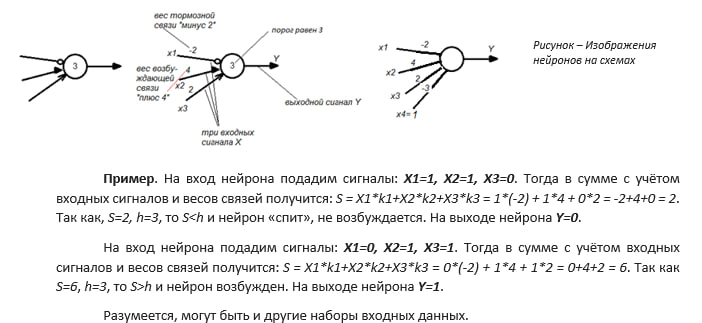 вес тормозной
связи "минус 2"
x1
-2
3
3
вес возбу-
ждающей
связи
"плюс 4"
4
x2
2
x3
три входных
сигнала X
порог равен 3
Y
выходной сигнал Y
x1
-2
x2
4
x3
2
-3
x4=1
Y
Рисунок – Изображения
нейронов на схемах
Пример. На вход нейрона подадим сигналы: X1=1, X2=1, X3=0. Тогда в сумме с учётом
входных сигналов и весов связей получится: S = X1*k1+X2*k2+X3*k3 = 1*(-2) + 1*4 + 0*2 = -2+4+0 = 2.
Так как, S=2, h=3, то S<h и нейрон «спит», не возбуждается. На выходе нейрона Y=0.
На вход нейрона подадим сигналы: X1=0, X2=1, X3=1. Тогда в сумме с учётом входных
сигналов и весов связей получится: S = X1*k1+X2*k2+X3*k3 = 0*(-2) + 1*4 + 1*2 = 0+4+2 = 6. Так как
S=6, h=3, то S>h и нейрон возбужден. На выходе нейрона Y=1.
Разумеется, могут быть и другие наборы входных данных.